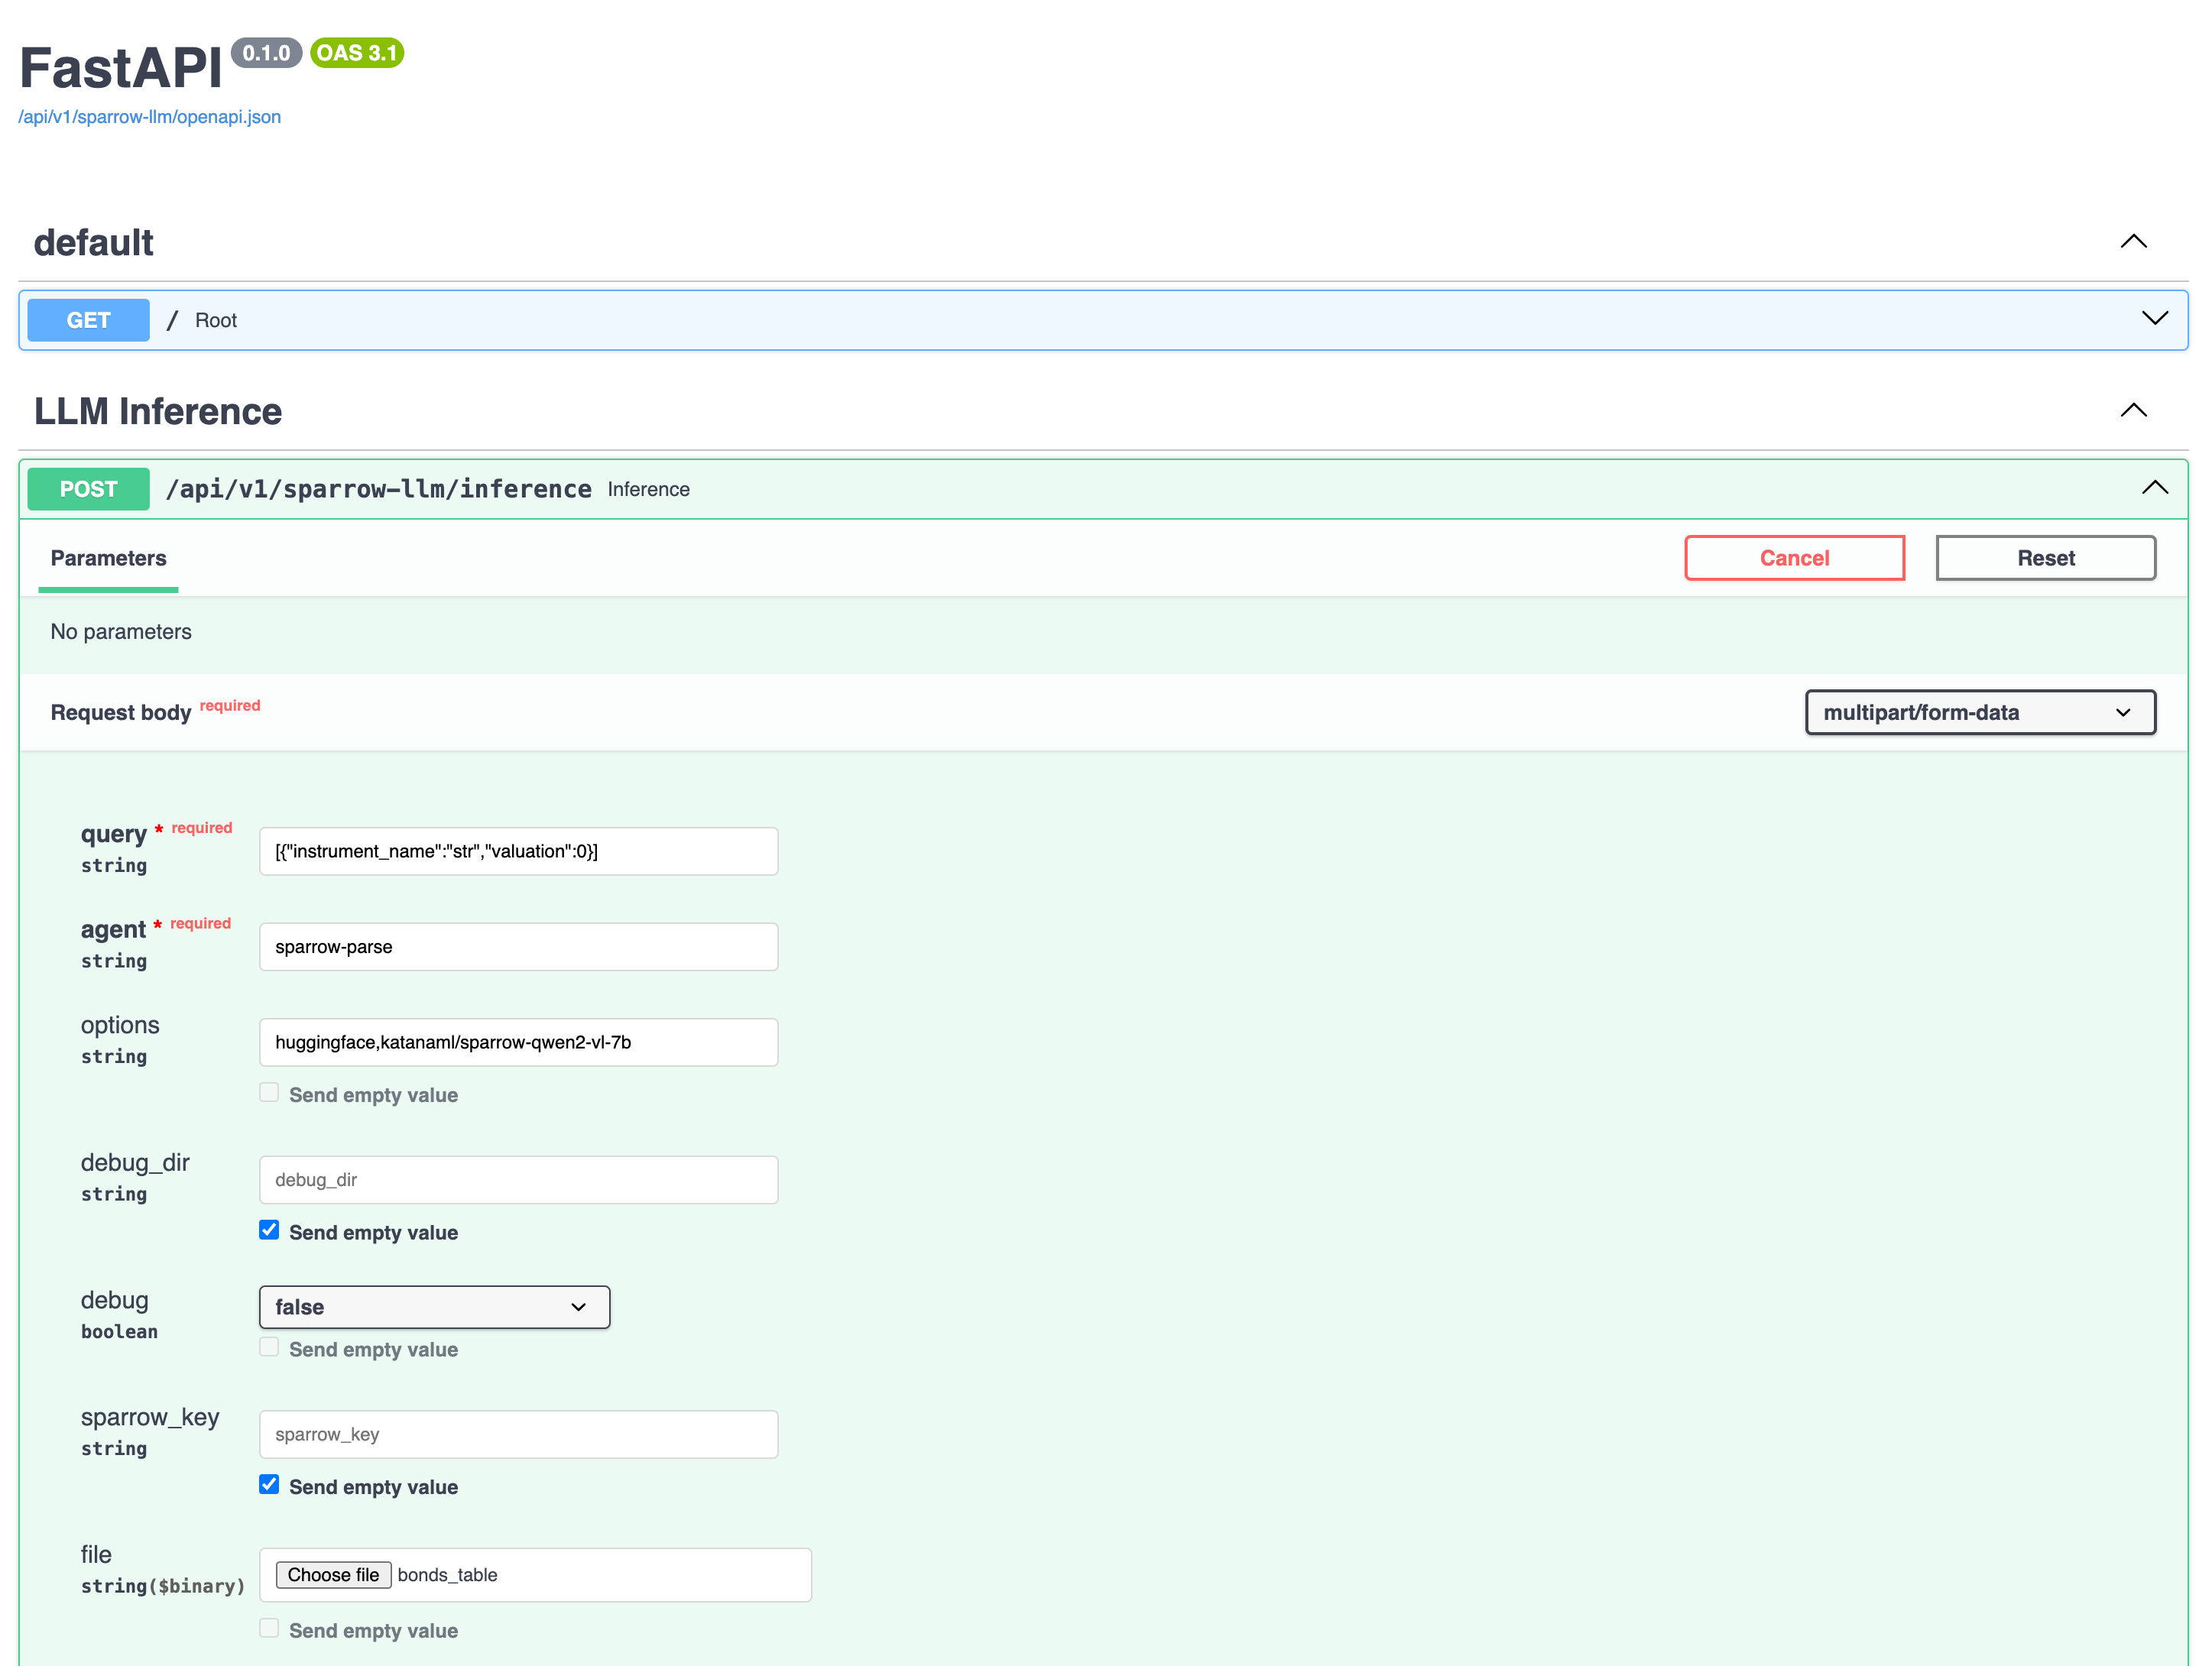 FastAPI 0.1.0 OAS 3.1
/api/v1/sparrow-llm/openapi.json
default
GET / Root
LLM Inference
POST /api/v1/sparrow-llm/inference Inference
Parameters Cancel Reset
No parameters
Request body required multipart/form-data
query * required
string
[{"instrument_name":"str","valuation":0}]
agent * required
string
sparrow-parse
options
string
huggingface,katanaml/sparrow-qwen2-vl-7b
Send empty value
debug_dir
string
debug_dir
Send empty value
debug
boolean
false
Send empty value
sparrow_key
string
sparrow_key
Send empty value
file
string($binary)
Choose file bonds_table
Send empty value